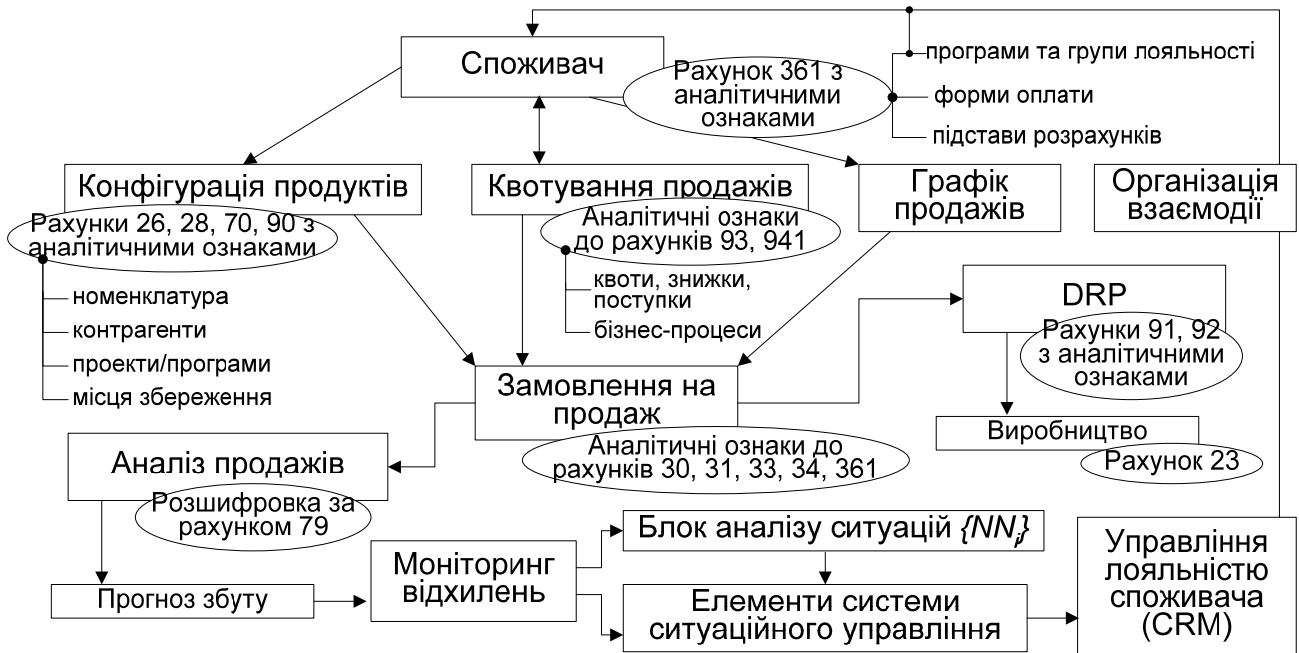 Споживач
Рахунок 361 з
аналітичними
ознаками
програми та групи лояльності
форми оплати
підстави розрахунків
Конфігурація продуктів
Рахунки 26, 28, 70, 90 з
аналітичними ознаками
номенклатура
контрагенти
проекти/програми
місця збереження
Квотування продажів
Аналітичні ознаки
до рахунків 93, 941
квоти, знижки,
поступки
бізнес-процеси
Графік
продажів
Організація
взаємодії
DRP
Рахунки 91, 92
з аналітичними
ознаками
Замовлення на
продаж
Аналітичні ознаки до
рахунків 30, 31, 33, 34, 361
Виробництво
Рахунок 23
Аналіз продажів
Розшифровка за
рахунком 79
Прогноз збуту
Моніторинг
відхилень
Блок аналізу ситуацій {NNj}
Елементи системи
ситуаційного управління
Управління
лояльністю
споживача
(CRM)